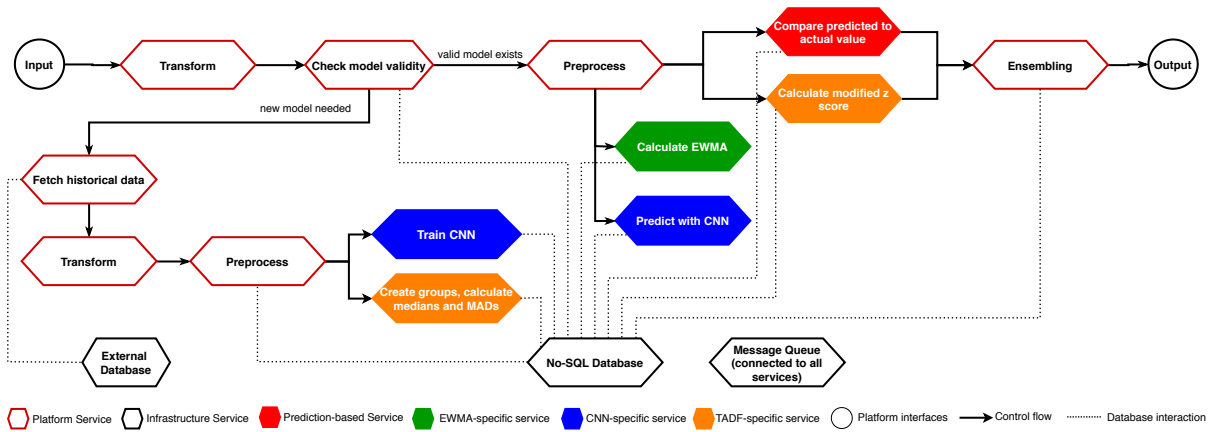 Input
Transform
Check model validity
valid model exists
Preprocess
Compare predicted to
actual value
Calculate modified z
score
Ensembling
Output
new model needed
Calculate EWMA
Fetch historical data
Predict with CNN
Transform
Preprocess
Train CNN
Create groups, calculate
medians and MADs
External
Database
No-SQL Database
Message Queue
(connected to all
services)
Platform Service
Infrastructure Service
Prediction-based Service
EWMA-specific service
CNN-specific service
TADF-specific service
Platform interfaces
Control flow
Database interaction